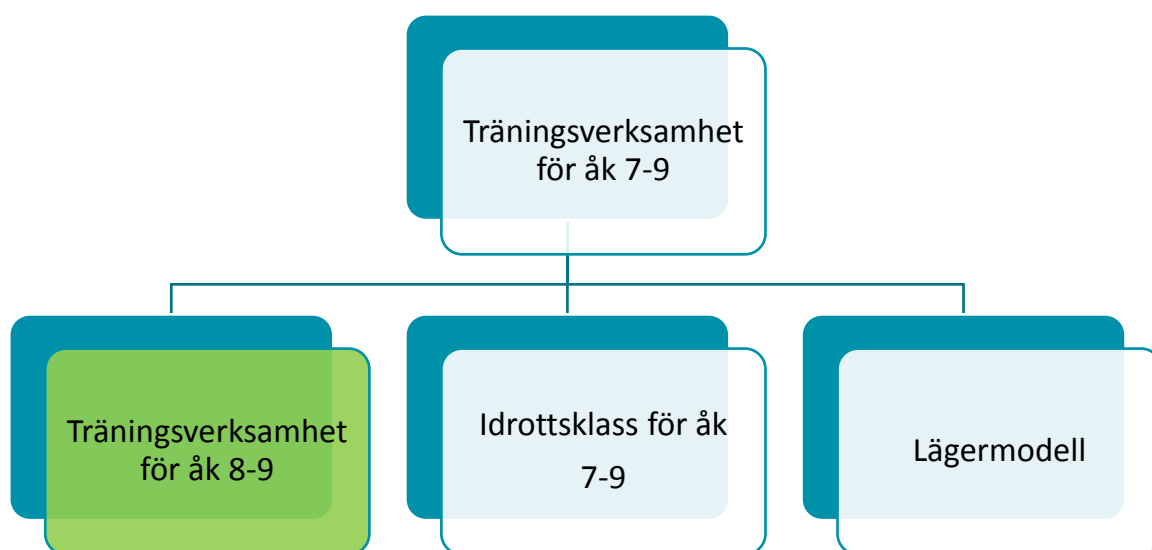 Träningsverksamhet
för åk 7-9
Träningsverksamhet
för åk 8-9
Idrottsklass för åk
7-9
Lägermodell